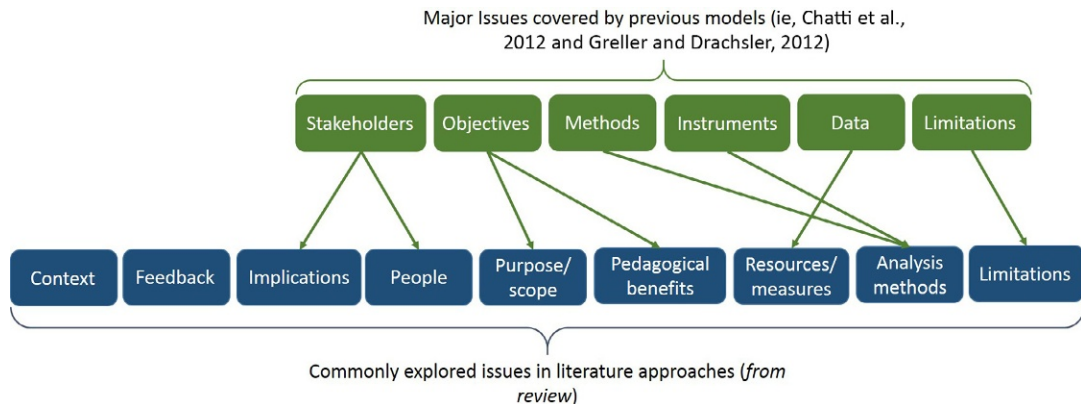 Major Issues covered by previous models (ie, Chatti et al.,
2012 and Greller and Drachsler, 2012)
Stakeholders
Objectives
Methods
Instruments
Data
Limitations
Context
Feedback
Implications
People
Purpose/
scope
Pedagogical
benefits
Resources/
measures
Analysis
methods
Limitations
Commonly explored issues in literature approaches (from
review)